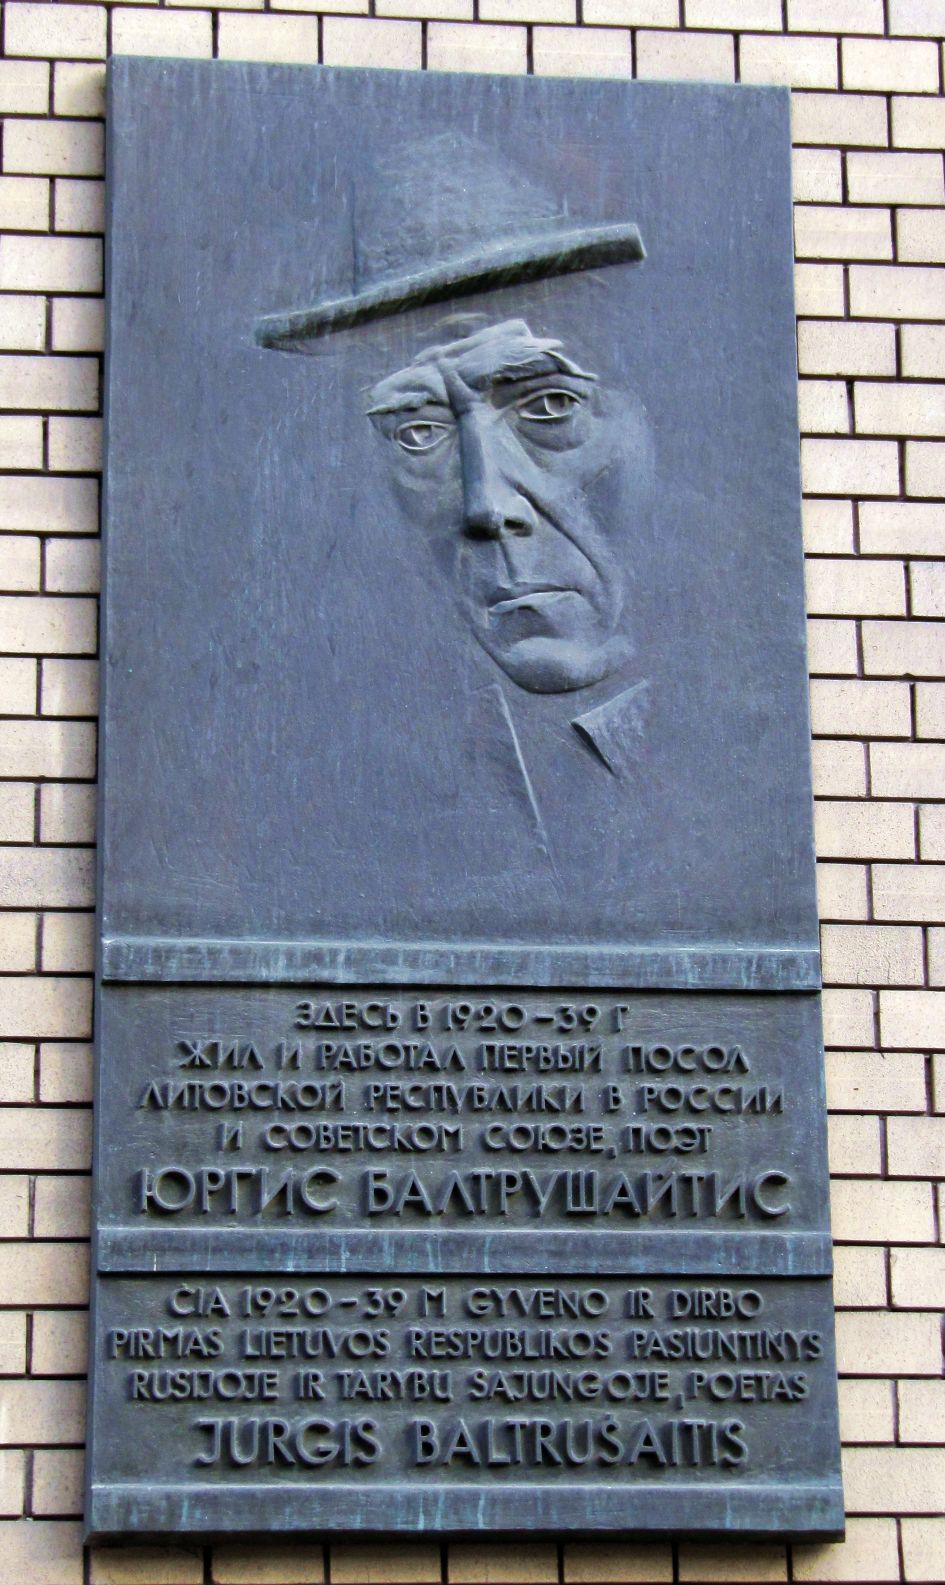 ЗДЕСЬ В 1920-39 Г
ЖИЛ И РАБОТАЛ ПЕРВЫЙ ПОСОЛ
ЛИТОВСКОЙ РЕСПУБЛИКИ В РОССИИ
И СОВЕТСКОМ СОЮЗЕ, ПОЭТ
ЮРГИС БАЛТРУШАЙТИС
ČIA 1920-39 M GYVENO IR DIRBO
PIRMAS LIETUVOS RESPUBLIKOS PASIUNTINYS
RUSIJOJE IR TARYBŲ SĄJUNGOJE, POETAS
JURGIS BALTRUŠAITIS